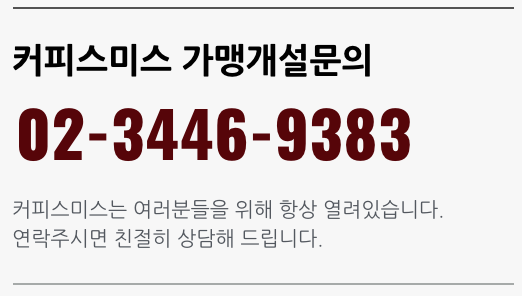 커피스미스 가맹개설문의
02-3446-9383
커피스미스는 여러분들을 위해 항상 열려있습니다.
연락주시면 친절히 상담해 드립니다.